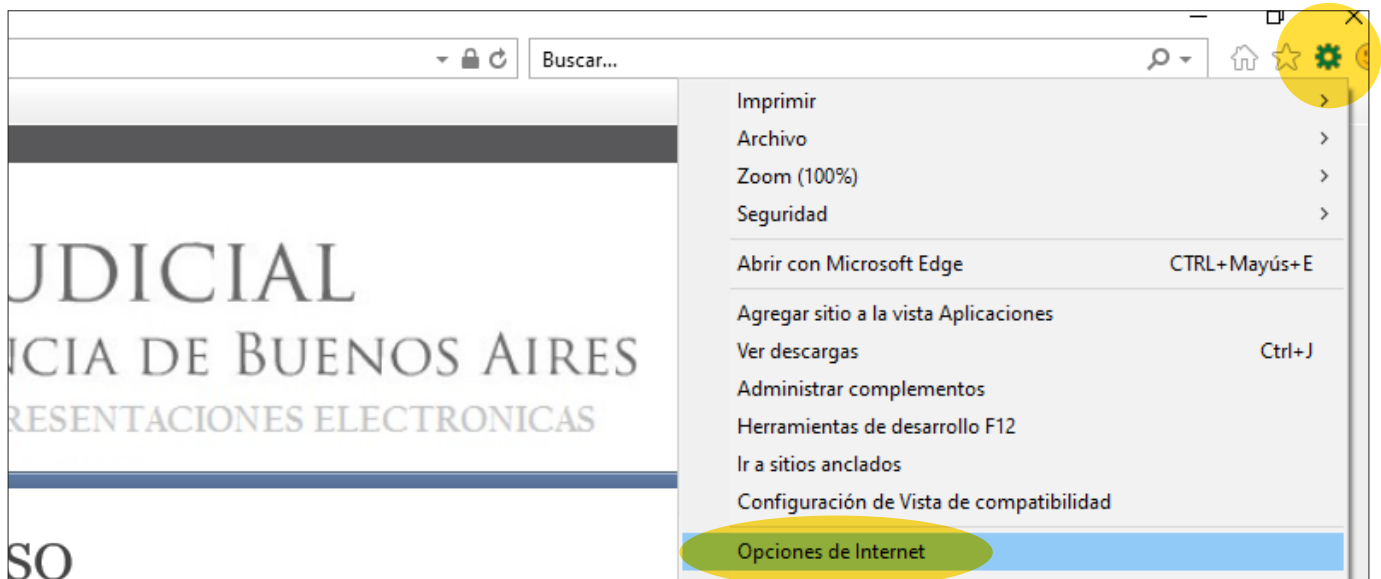 Buscar...
Imprimir
Archivo
Zoom (100%)
Seguridad
Abrir con Microsoft Edge CTRL+Mayús+E
Agregar sitio a la vista Aplicaciones
Ver descargas Ctrl+J
Administrar complementos
Herramientas de desarrollo F12
Ir a sitios anclados
Configuración de Vista de compatibilidad
Opciones de Internet
UDICIAL
NCIA DE BUENOS AIRES
RESENTACIONES ELECTRONICAS
SO